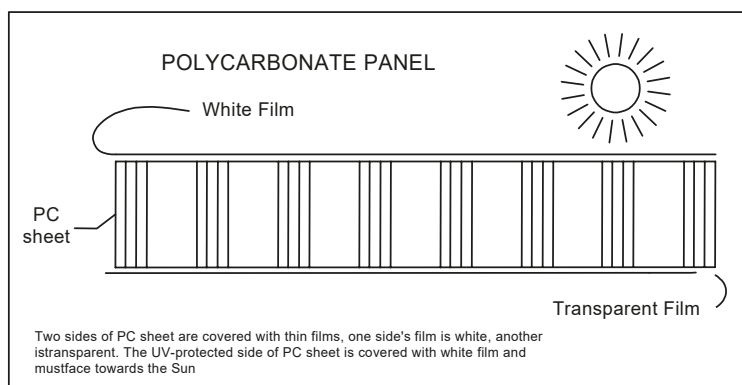 POLYCARBONATE PANEL
White Film
PC
sheet
Transparent Film
Two sides of PC sheet are covered with thin films, one side's film is white, another
istransparent. The UV-protected side of PC sheet is covered with white film and
mustface towards the Sun